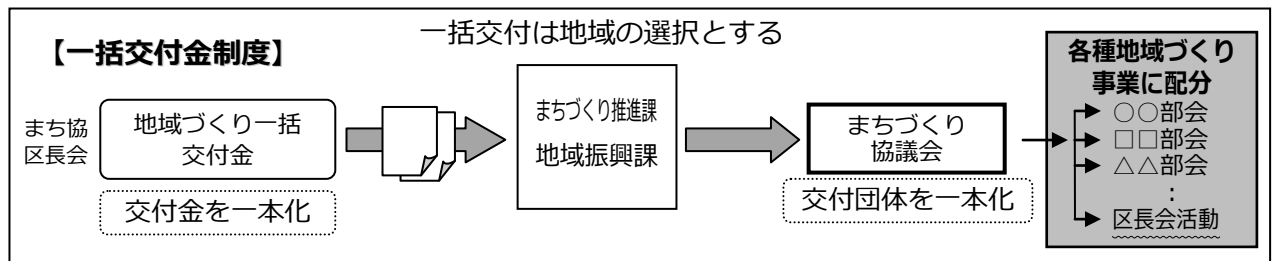 一括交付は地域の選択とする
【一括交付金制度】
まち協
区長会
地域づくり一括
交付金
交付金を一本化
まちづくり推進課
地域振興課
まちづくり
協議会
交付団体を一本化
各種地域づくり
事業に配分
○○部会
□□部会
△△部会
:
区長会活動